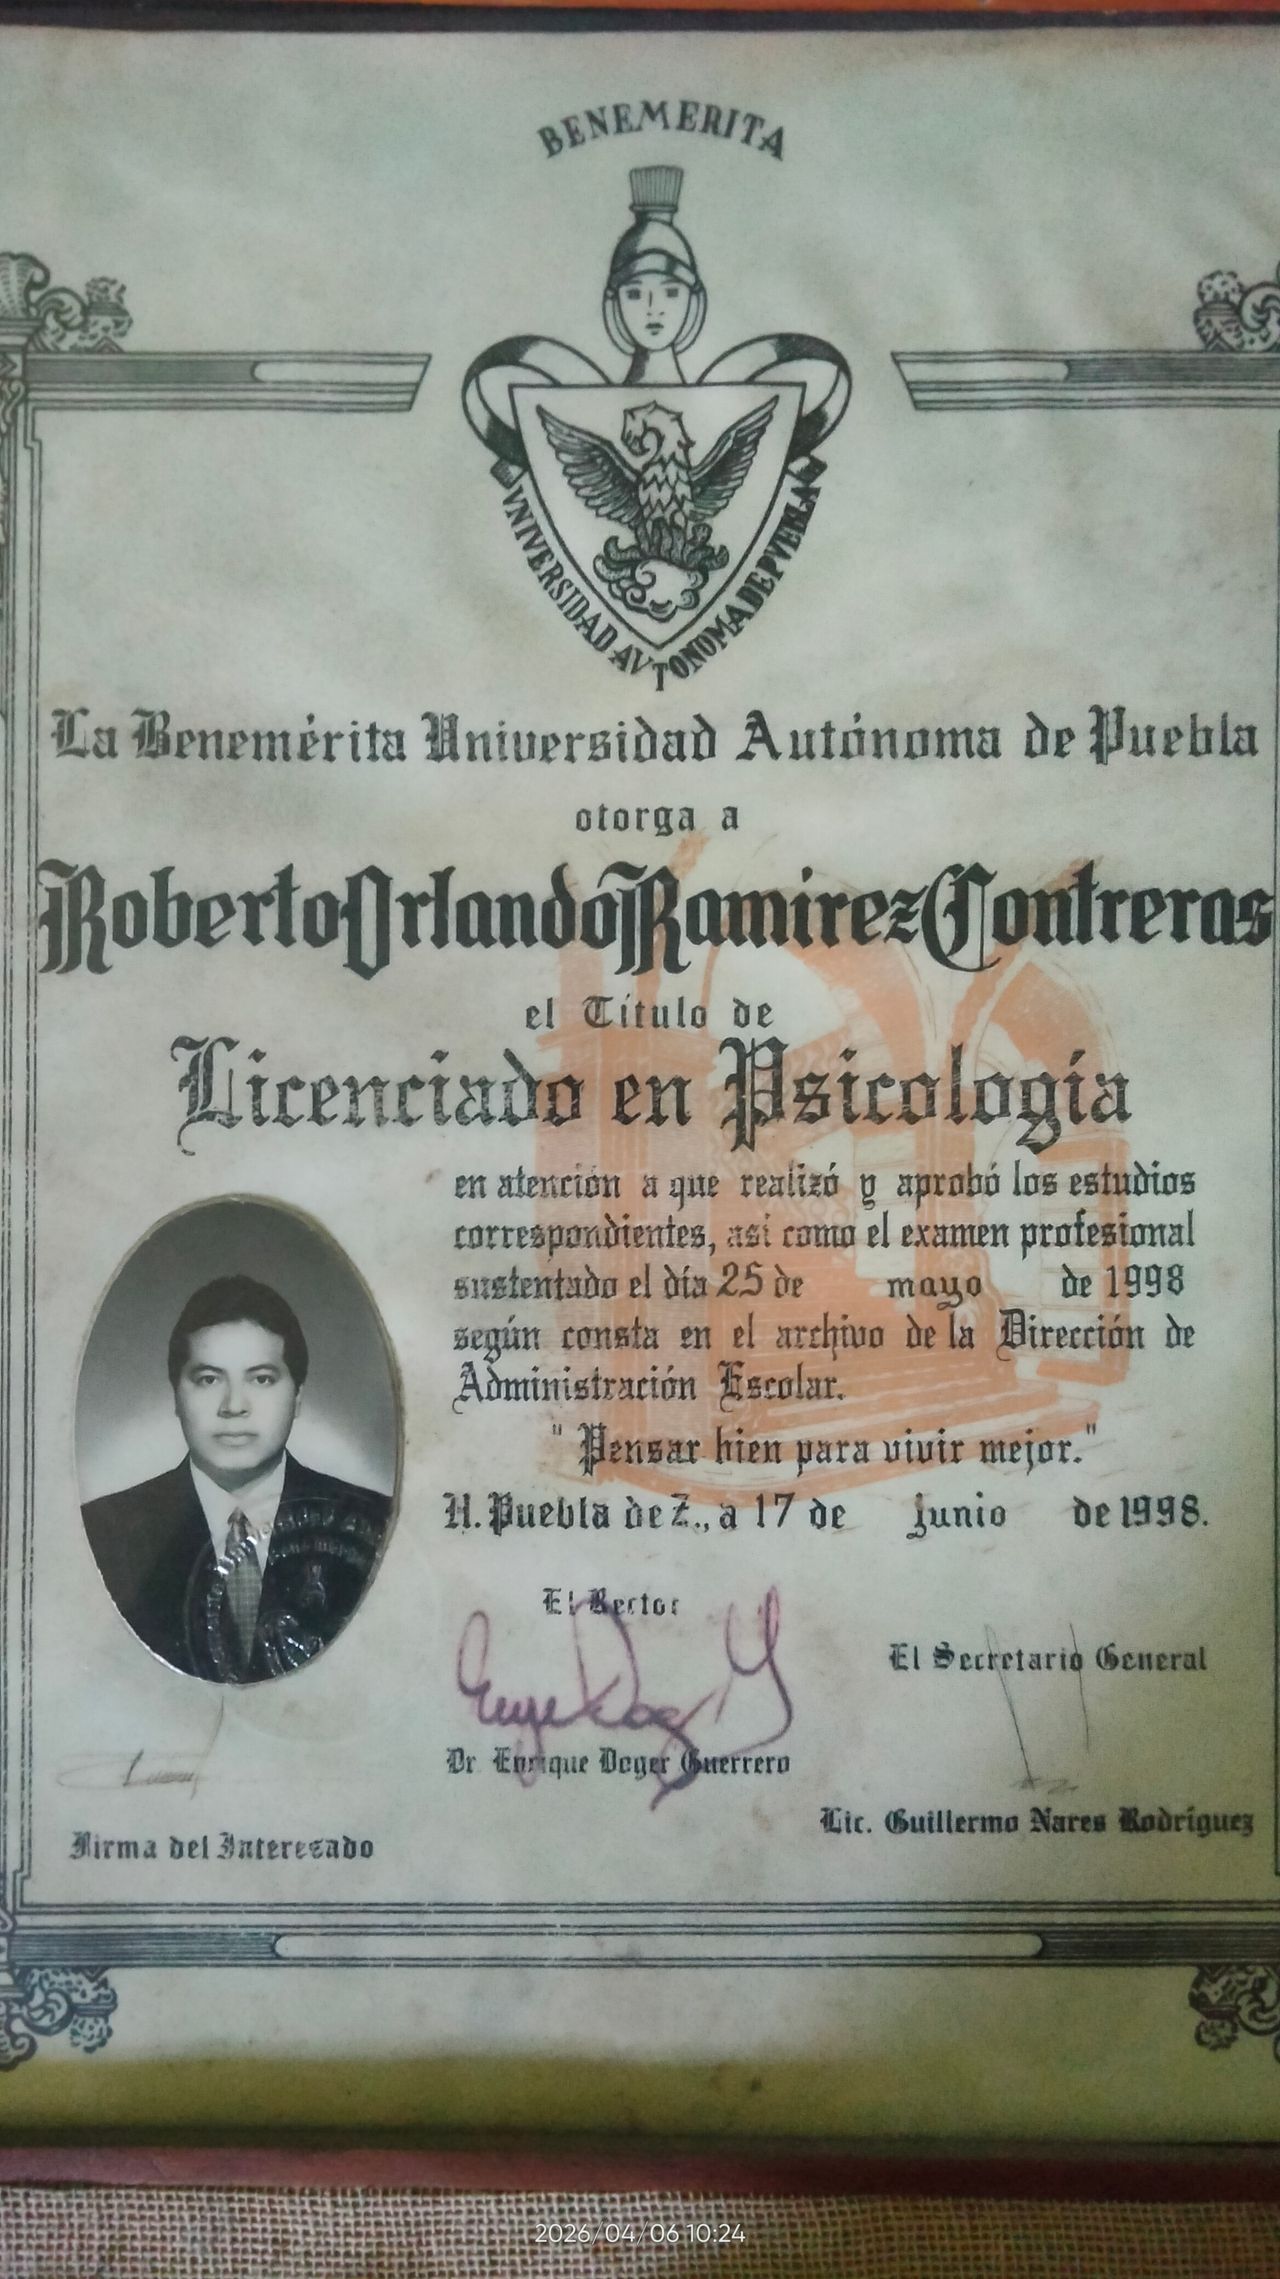 BENEMERITA
VNIVERSIDAD AVTONOMA DE PVEBLA
La Benemérita Universidad Autónoma de Puebla
otorga a
Roberto Orlando Ramirez Contreras
el Titulo de
Licenciado en Psicología
en atención a que realizó y aprobó los estudios
correspondientes, así como el examen profesional
sustentado el día 25 de mayo de 1998
según consta en el archivo de la Dirección de
Administración Escolar.
"Pensar bien para vivir mejor."
H. Puebla de Z., a 17 de junio de 1998.
El Rector
El Secretario General
Dr. Enrique Doger Guerrero
Lic. Guillermo Nares Rodríguez
Firma del Interesado
2026/04/06 10:24